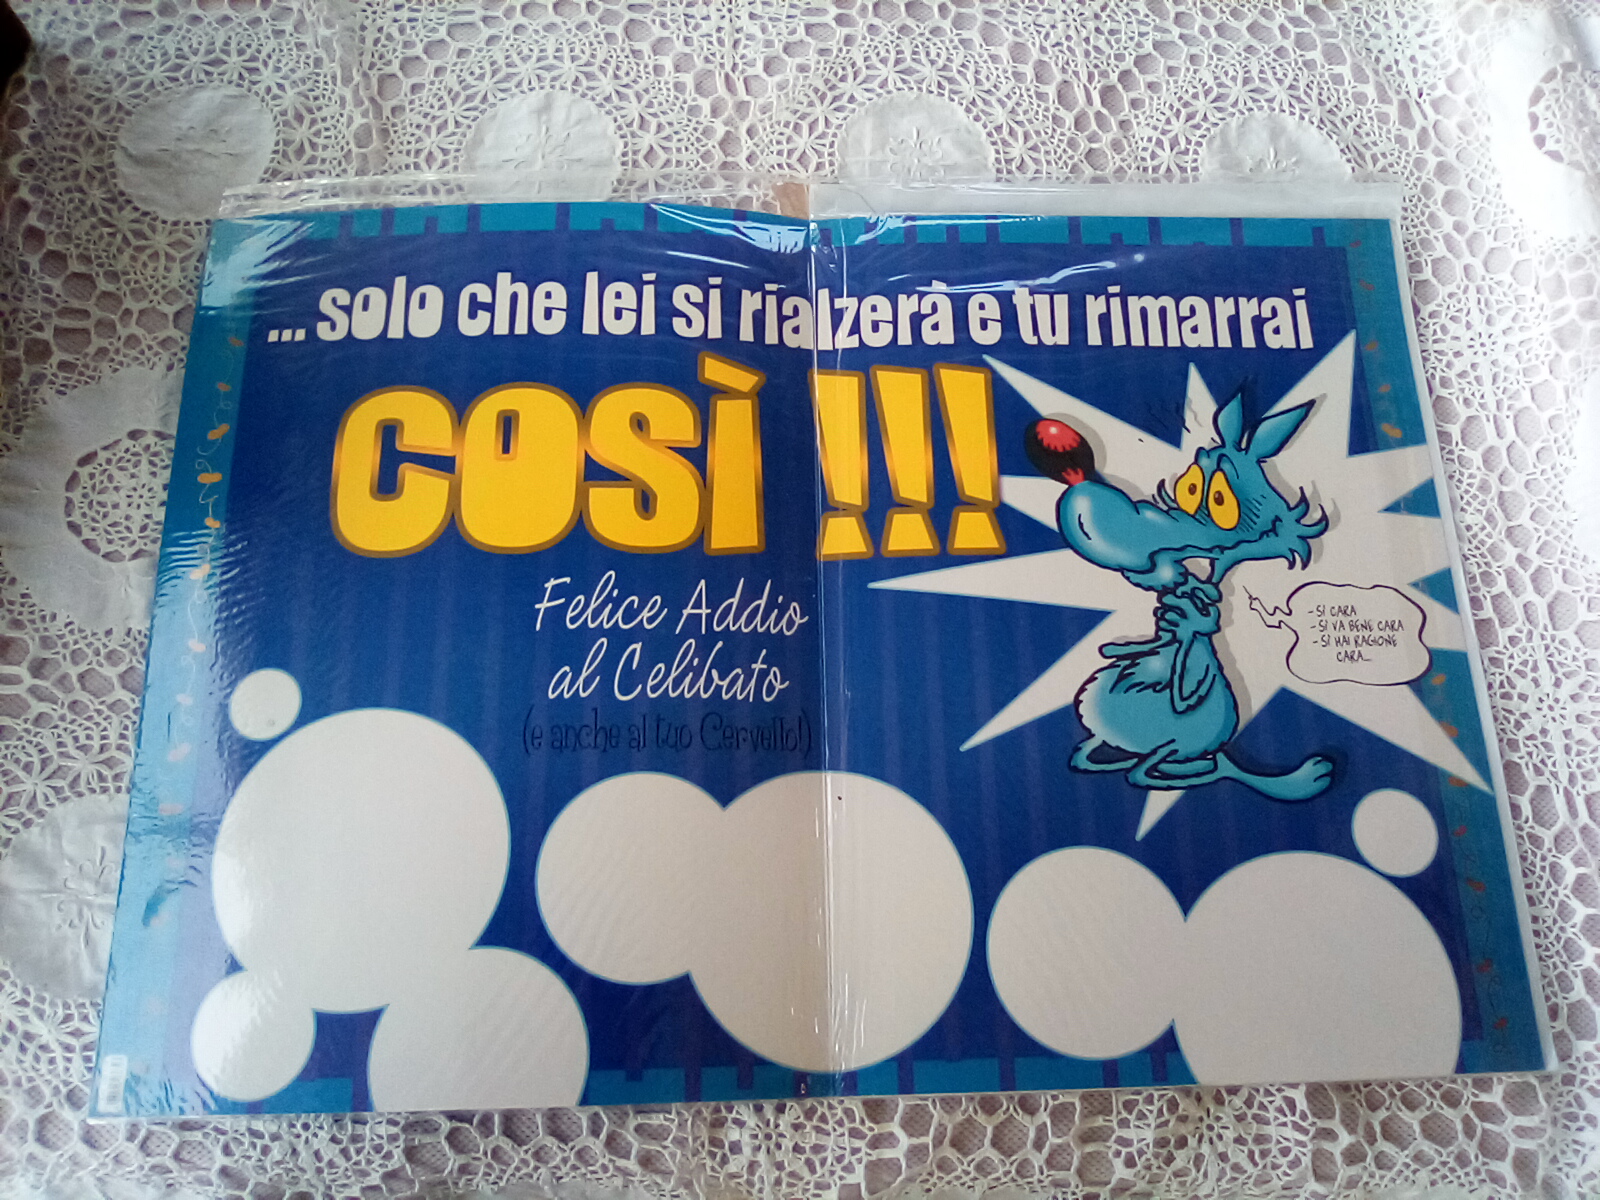 ... solo che lei si rialzerà e tu rimarrai
così !!!
Felice Addio
al Celibato
(e anche al tuo Cervello!)
- SI CARA
- SI VA BENE CARA
- SI HAI RAGIONE
CARA...